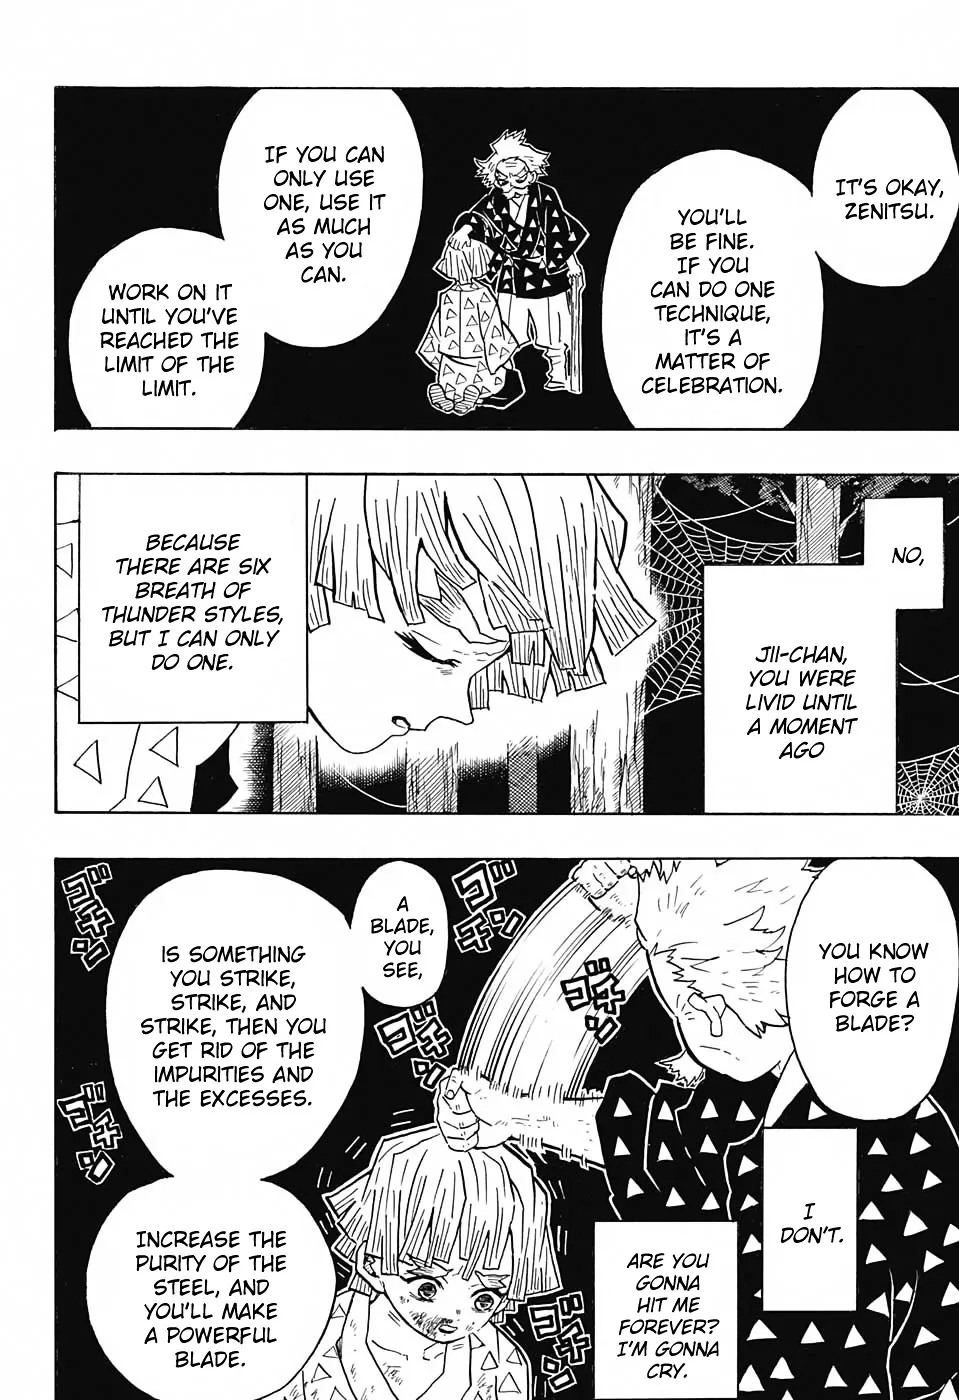 IT'S OKAY,
ZENITSU.
YOU'LL
BE FINE.
IF YOU
CAN DO ONE
TECHNIQUE,
IT'S A
MATTER OF
CELEBRATION.
IF YOU CAN
ONLY USE
ONE, USE IT
AS MUCH
AS YOU
CAN.
WORK ON IT
UNTIL YOU'VE
REACHED THE
LIMIT OF THE
LIMIT.
NO,
JII-CHAN,
YOU WERE
LIVID UNTIL
A MOMENT
AGO
BECAUSE
THERE ARE SIX
BREATH OF
THUNDER STYLES,
BUT I CAN ONLY
DO ONE.
YOU KNOW
HOW TO
FORGE A
BLADE?
I
DON'T.
A
BLADE,
YOU
SEE,
IS SOMETHING
YOU STRIKE,
STRIKE, AND
STRIKE, THEN YOU
GET RID OF THE
IMPURITIES AND
THE EXCESSES.
ARE YOU
GONNA
HIT ME
FOREVER?
I'M GONNA
CRY.
INCREASE THE
PURITY OF THE
STEEL, AND
YOU'LL MAKE
A POWERFUL
BLADE.